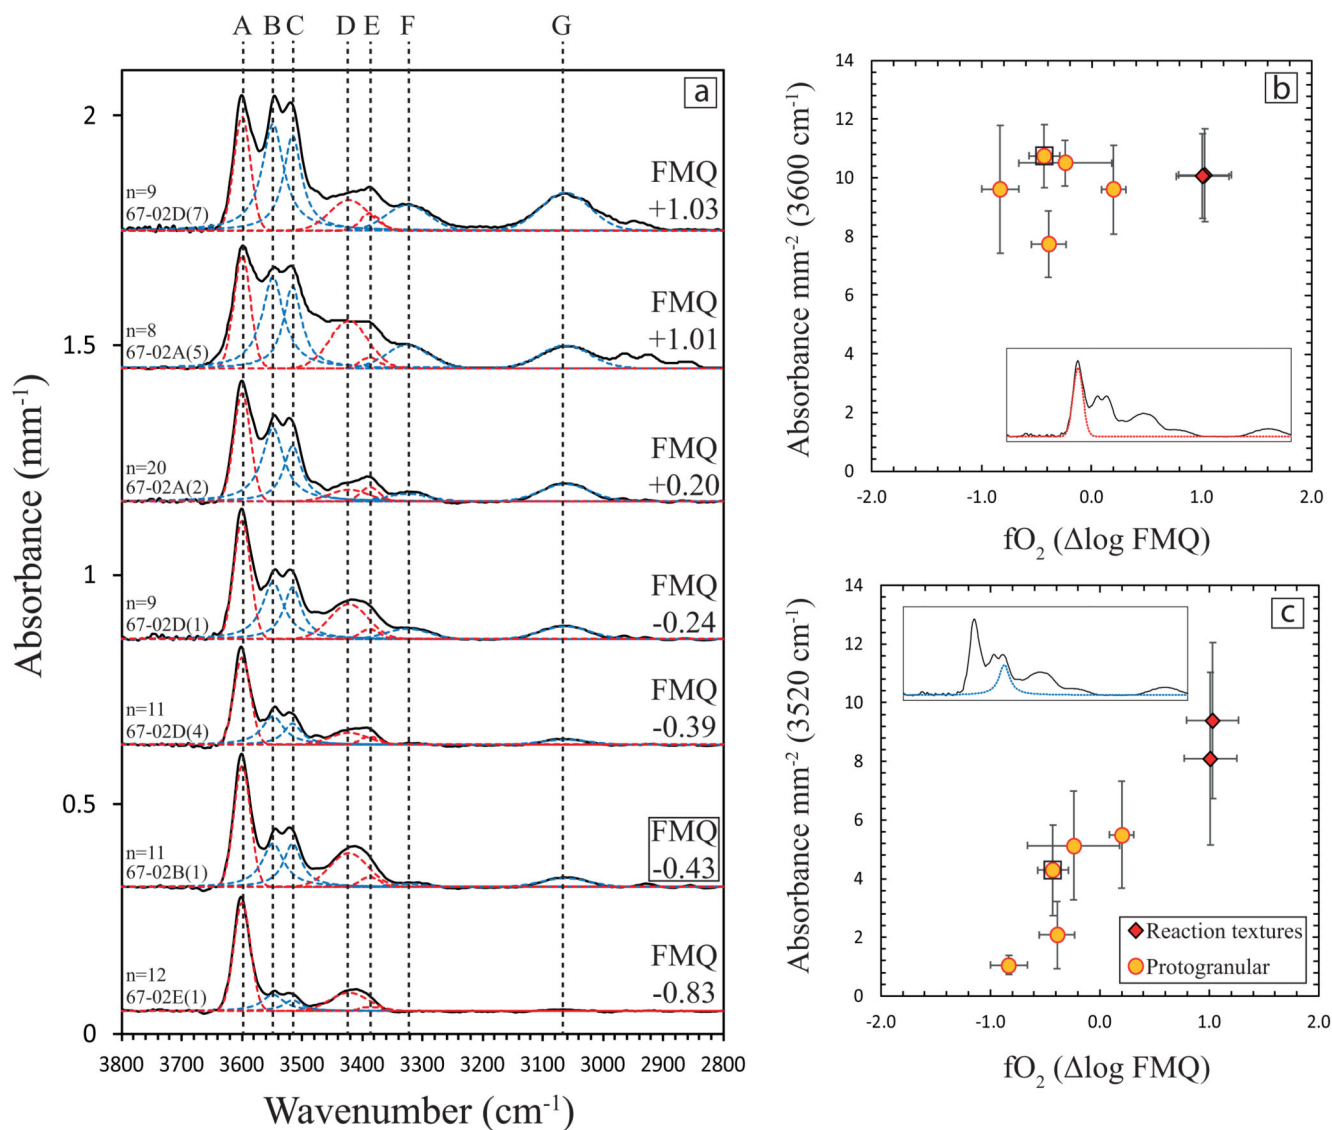 A B C D E F G
a
Absorbance (mm-1)
2
1.5
1
0.5
0
n=9
67-02D(7)
FMQ
+1.03
n=8
67-02A(5)
FMQ
+1.01
n=20
67-02A(2)
FMQ
+0.20
n=9
67-02D(1)
FMQ
-0.24
n=11
67-02D(4)
FMQ
-0.39
n=11
67-02B(1)
FMQ
-0.43
n=12
67-02E(1)
FMQ
-0.83
3800 3700 3600 3500 3400 3300 3200 3100 3000 2900 2800
Wavenumber (cm-1)
b
Absorbance mm-2 (3600 cm-1)
14
12
10
8
6
4
2
0
-2.0 -1.0 0.0 1.0 2.0
fO2 (Δlog FMQ)
c
Absorbance mm-2 (3520 cm-1)
14
12
10
8
6
4
2
0
Reaction textures
Protogranular
-2.0 -1.0 0.0 1.0 2.0
fO2 (Δlog FMQ)